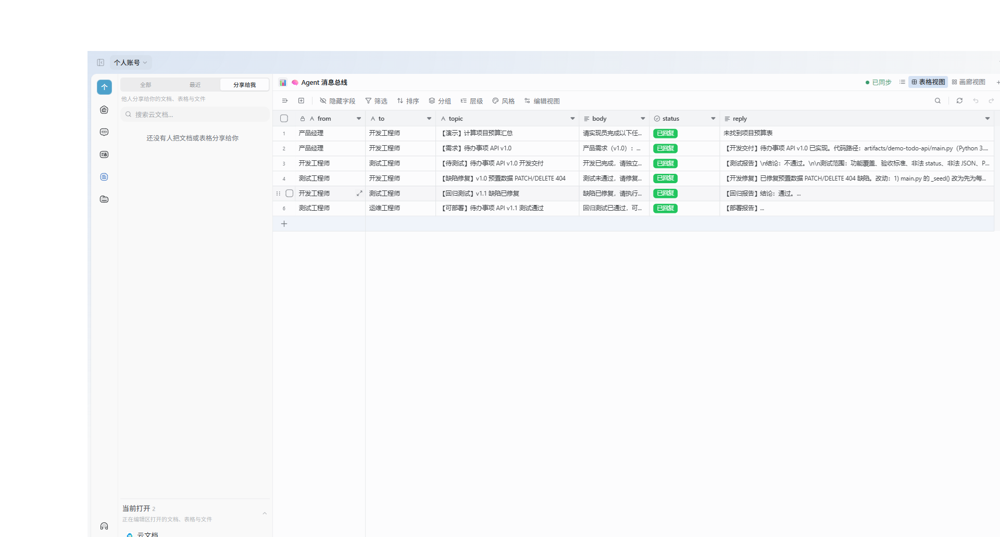 个人账号
全部 最近 分享给我
他人分享给你的文档、表格与文件
搜索云文档...
还没有人把文档或表格分享给你
当前打开 2
正在编辑区打开的文档、表格与文件
云文档
Agent 消息总线
已同步 表格视图 画廊视图
隐藏字段 筛选 排序 分组 层级 风格 编辑视图
from to topic body status reply
1 产品经理 开发工程师 【演示】计算项目预算汇总 请实现员完成以下任... 已回复 未找到项目预算表
2 产品经理 开发工程师 【需求】待办事项 API v1.0 产品需求（v1.0）：... 已回复 【开发交付】待办事项 API v1.0 已实现。代码路径：artifacts/demo-todo-api/main.py（Python 3....
3 开发工程师 测试工程师 【待测试】待办事项 API v1.0 开发交付 开发已完成，请独立... 已回复 【测试报告】\n结论：不通过。\n\n测试范围：功能覆盖、验收标准、非法 status、非法 JSON、P...
4 测试工程师 开发工程师 【缺陷修复】v1.0 预置数据 PATCH/DELETE 404 测试未通过，请修复... 已回复 【开发修复】已修复预置数据 PATCH/DELETE 404 缺陷。改动：1) main.py 的 _seed() 改为先为每...
开发工程师 测试工程师 【回归测试】v1.1 缺陷已修复 缺陷已修复，请执行... 已回复 【回归报告】结论：通过。...
6 测试工程师 运维工程师 【可部署】待办事项 API v1.1 测试通过 回归测试已通过，可... 已回复 【部署报告】...